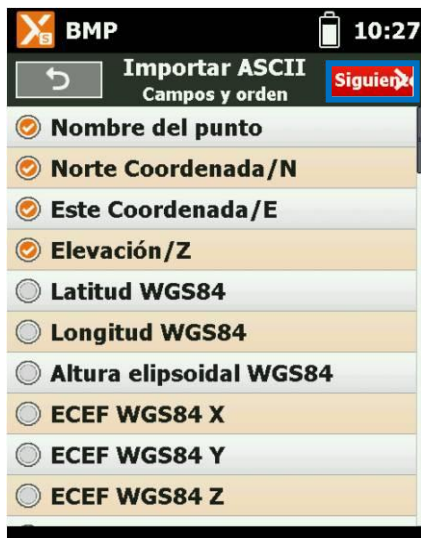 BMP 10:27
Importar ASCII
Campos y orden
Siguiente
Nombre del punto
Norte Coordenada/N
Este Coordenada/E
Elevación/Z
Latitud WGS84
Longitud WGS84
Altura elipsoidal WGS84
ECEF WGS84 X
ECEF WGS84 Y
ECEF WGS84 Z